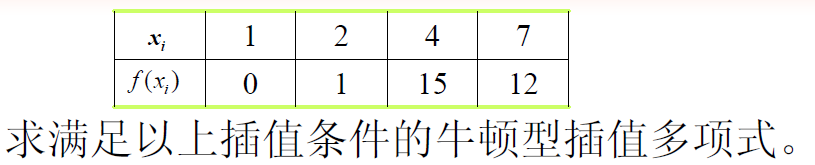 xᵢ 1 2 4 7
f(xᵢ) 0 1 15 12
求满足以上插值条件的牛顿型插值多项式。